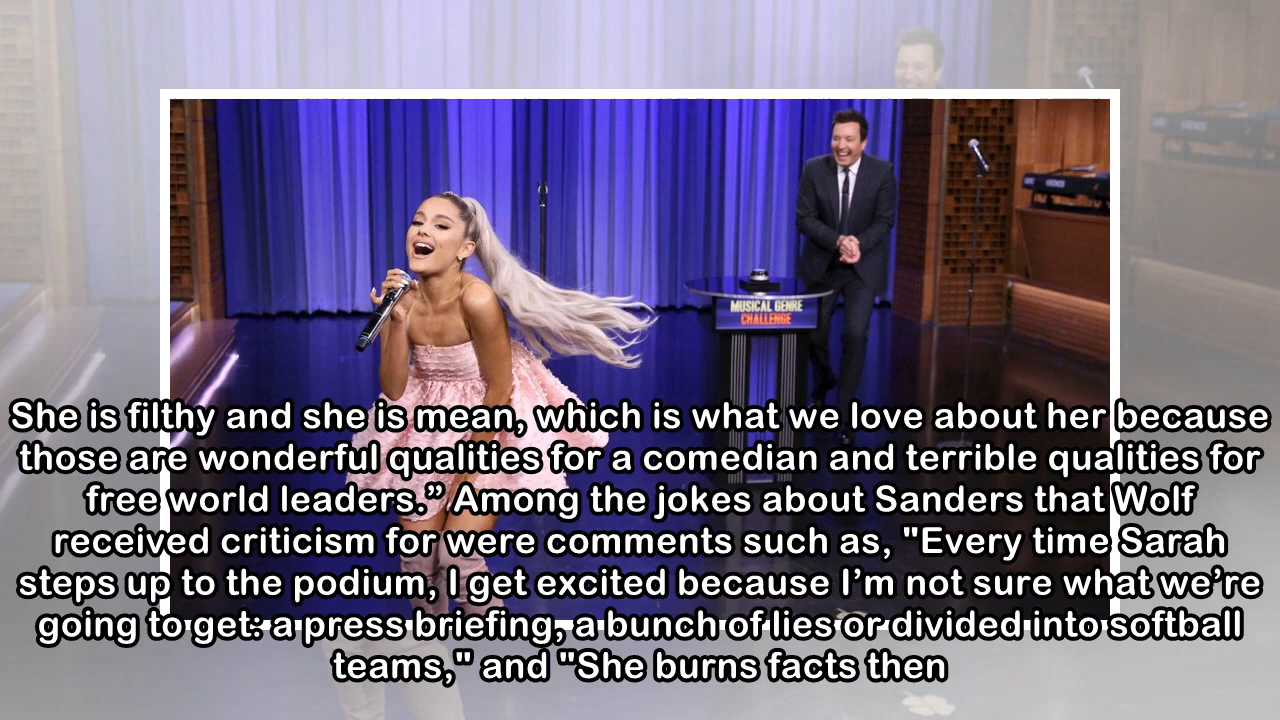 KRONOS
MUSICAL GENRE
CHALLENGE
She is filthy and she is mean, which is what we love about her because
those are wonderful qualities for a comedian and terrible qualities for
free world leaders.” Among the jokes about Sanders that Wolf
received criticism for were comments such as, "Every time Sarah
steps up to the podium, I get excited because I’m not sure what we’re
going to get: a press briefing, a bunch of lies or divided into softball
teams," and "She burns facts then